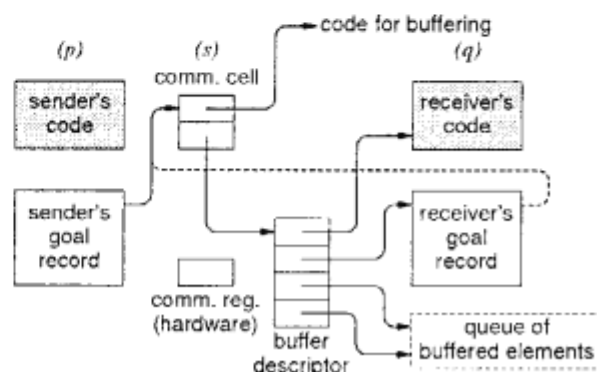 (p)
(s)
code for buffering
(q)
comm. cell
sender's
code
receiver's
code
sender's
goal
record
receiver's
goal
record
comm. reg.
(hardware)
buffer
descriptor
queue of
buffered elements